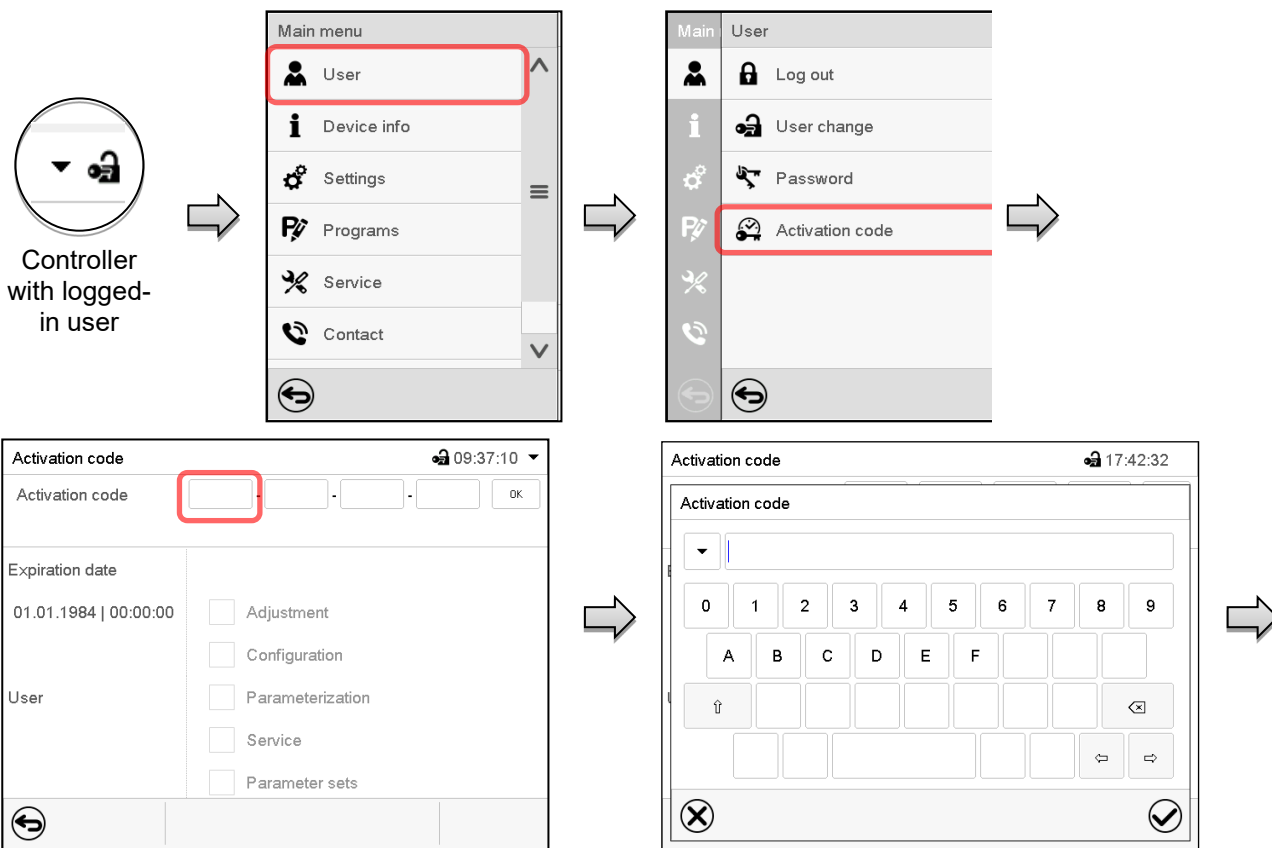 Controller
with logged-
in user
Main menu
User
Device info
Settings
Programs
Service
Contact
Main
User
Log out
User change
Password
Activation code
Activation code 09:37:10
Activation code - - - OK
Expiration date
01.01.1984 | 00:00:00
Adjustment
Configuration
User
Parameterization
Service
Parameter sets
Activation code 17:42:32
Activation code
0 1 2 3 4 5 6 7 8 9
A B C D E F